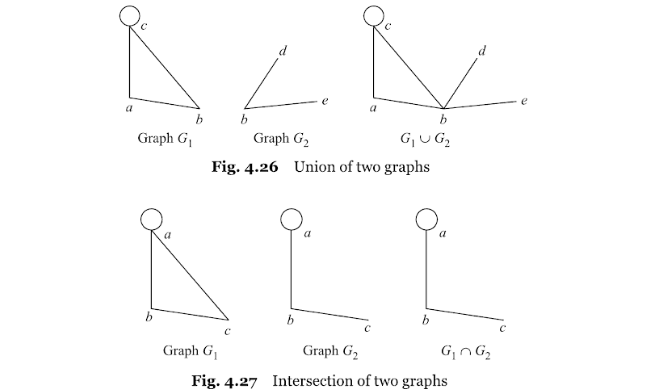 c
d
c
d
a
b
b
e
a
b
e
Graph G₁
Graph G₂
G₁ ∪ G₂
Fig. 4.26 Union of two graphs
a
a
a
b
c
b
c
b
c
Graph G₁
Graph G₂
G₁ ∩ G₂
Fig. 4.27 Intersection of two graphs